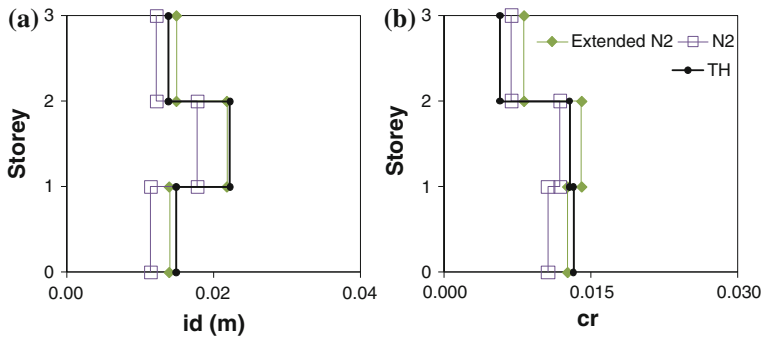 (a)
3
2
1
0
Storey
0.00 0.02 0.04
id (m)
(b)
3
2
1
0
Storey
Extended N2 N2
TH
0.000 0.015 0.030
cr